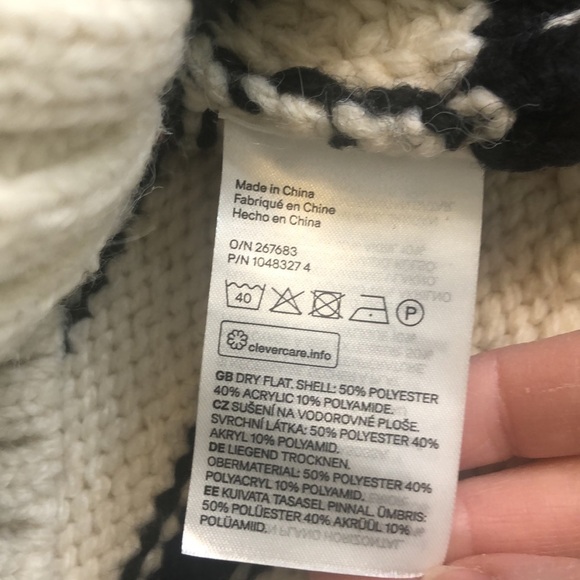 Made in China
Fabriqué en Chine
Hecho en China
O/N 267683
P/N 1048327 4
40
P
clevercare.info
GB DRY FLAT. SHELL: 50% POLYESTER
40% ACRYLIC 10% POLYAMIDE.
CZ SUŠENÍ NA VODOROVNÉ PLOŠE.
SVRCHNÍ LÁTKA: 50% POLYESTER 40%
AKRYL 10% POLYAMID.
DE LIEGEND TROCKNEN.
OBERMATERIAL: 50% POLYESTER 40%
POLYACRYL 10% POLYAMID.
EE KUIVATA TASASEL PINNAL. ÜMBRIS:
50% POLÜESTER 40% AKRÜÜL 10%
POLÜAMIID.